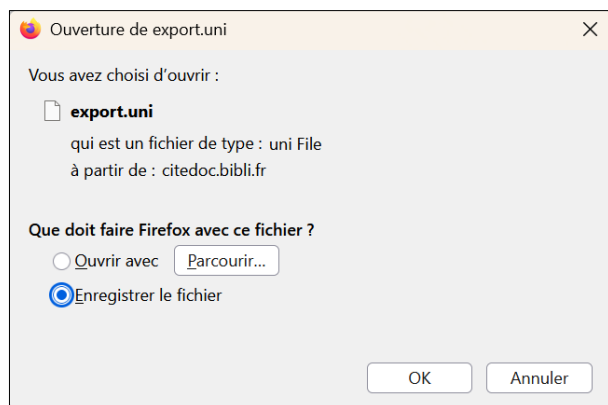 Ouverture de export.uni
Vous avez choisi d’ouvrir :
export.uni
qui est un fichier de type : uni File
à partir de : citedoc.bibli.fr
Que doit faire Firefox avec ce fichier ?
Ouvrir avec Parcourir...
Enregistrer le fichier
OK Annuler